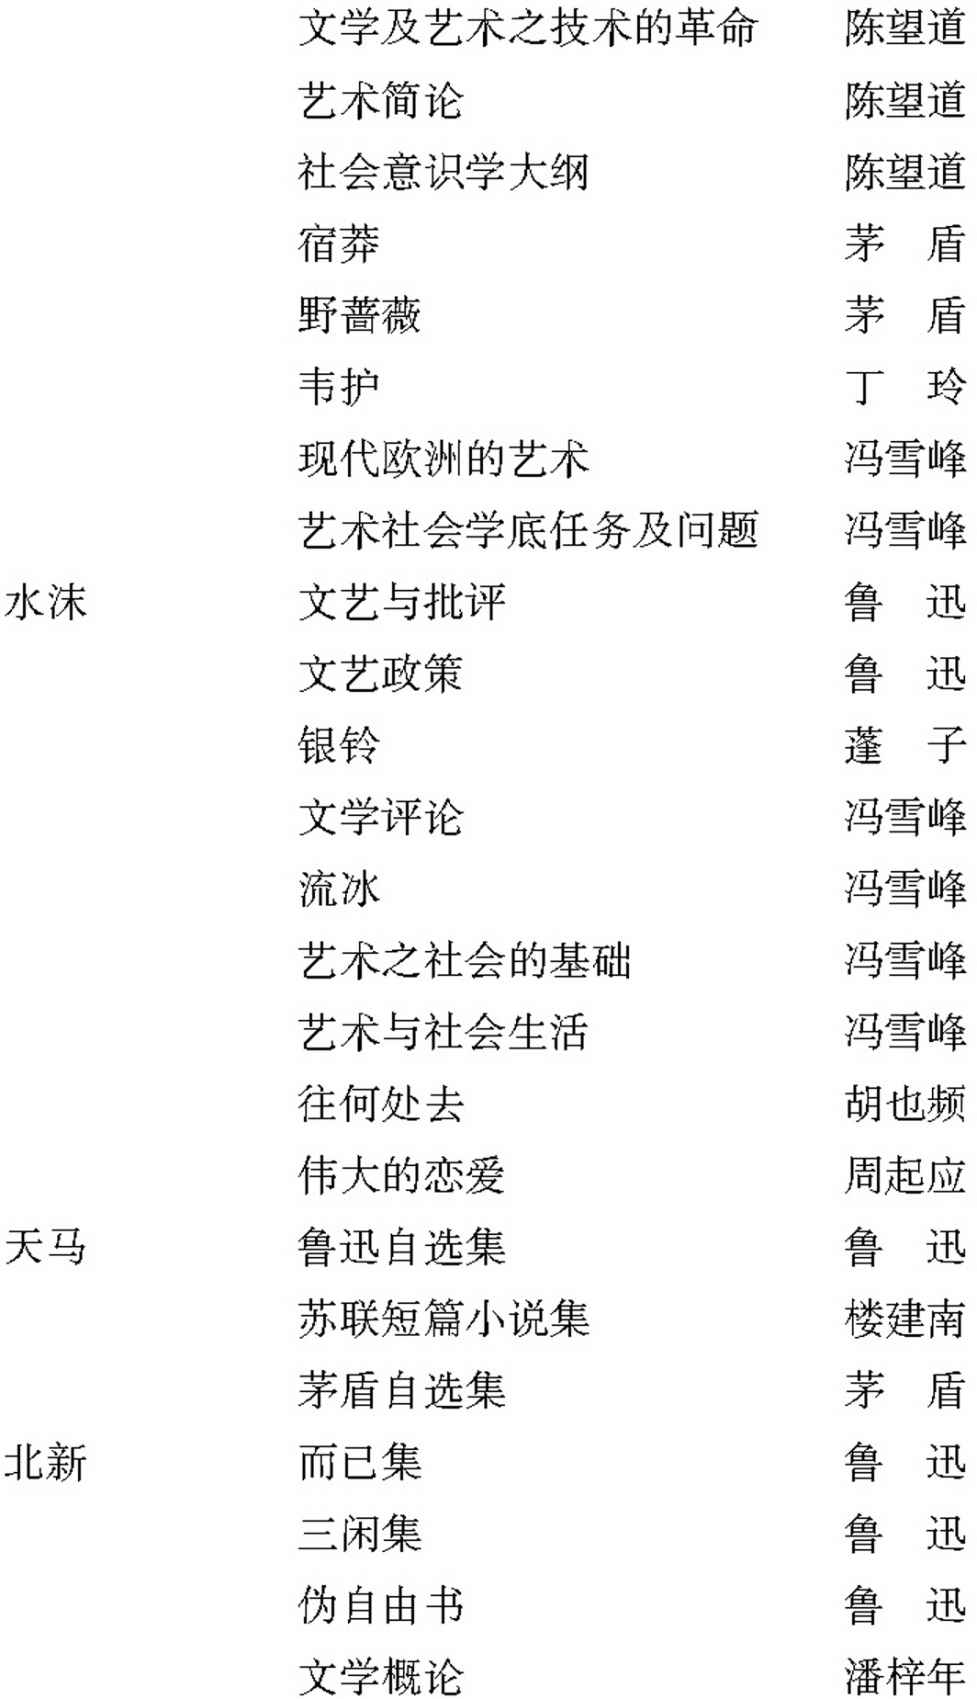 文学及艺术之技术的革命 陈望道
艺术简论 陈望道
社会意识学大纲 陈望道
宿莽 茅 盾
野蔷薇 茅 盾
韦护 丁 玲
现代欧洲的艺术 冯雪峰
艺术社会学底任务及问题 冯雪峰
水沫 文艺与批评 鲁 迅
文艺政策 鲁 迅
银铃 蓬 子
文学评论 冯雪峰
流冰 冯雪峰
艺术之社会的基础 冯雪峰
艺术与社会生活 冯雪峰
往何处去 胡也频
伟大的恋爱 周起应
天马 鲁迅自选集 鲁 迅
苏联短篇小说集 楼建南
茅盾自选集 茅 盾
北新 而已集 鲁 迅
三闲集 鲁 迅
伪自由书 鲁 迅
文学概论 潘梓年